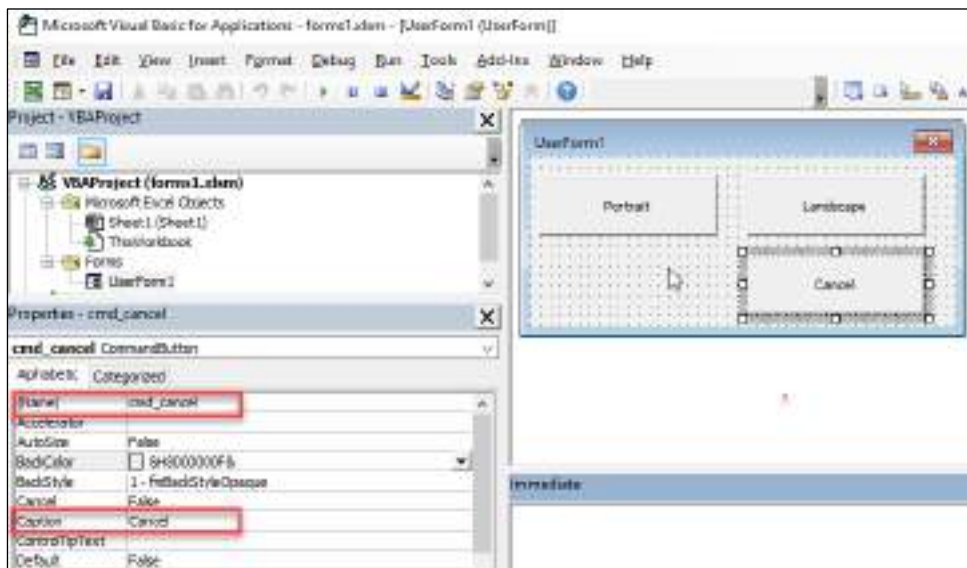 Microsoft Visual Basic for Applications - forms1.xlsm - [UserForm1 (UserForm)]
File Edit View Insert Format Debug Run Tools Add-Ins Window Help
Project - VBAProject
VBAProject (forms1.xlsm)
Microsoft Excel Objects
Sheet1 (Sheet1)
ThisWorkbook
Forms
UserForm1
Properties - cmd_cancel
cmd_cancel CommandButton
Alphabetic Categorized
(Name) cmd_cancel
Accelerator
AutoSize False
BackColor &H8000000F&
BackStyle 1 - fmBackStyleOpaque
Cancel False
Caption Cancel
ControlTipText
Default False
UserForm1
Portrait Landscape
Cancel
Immediate